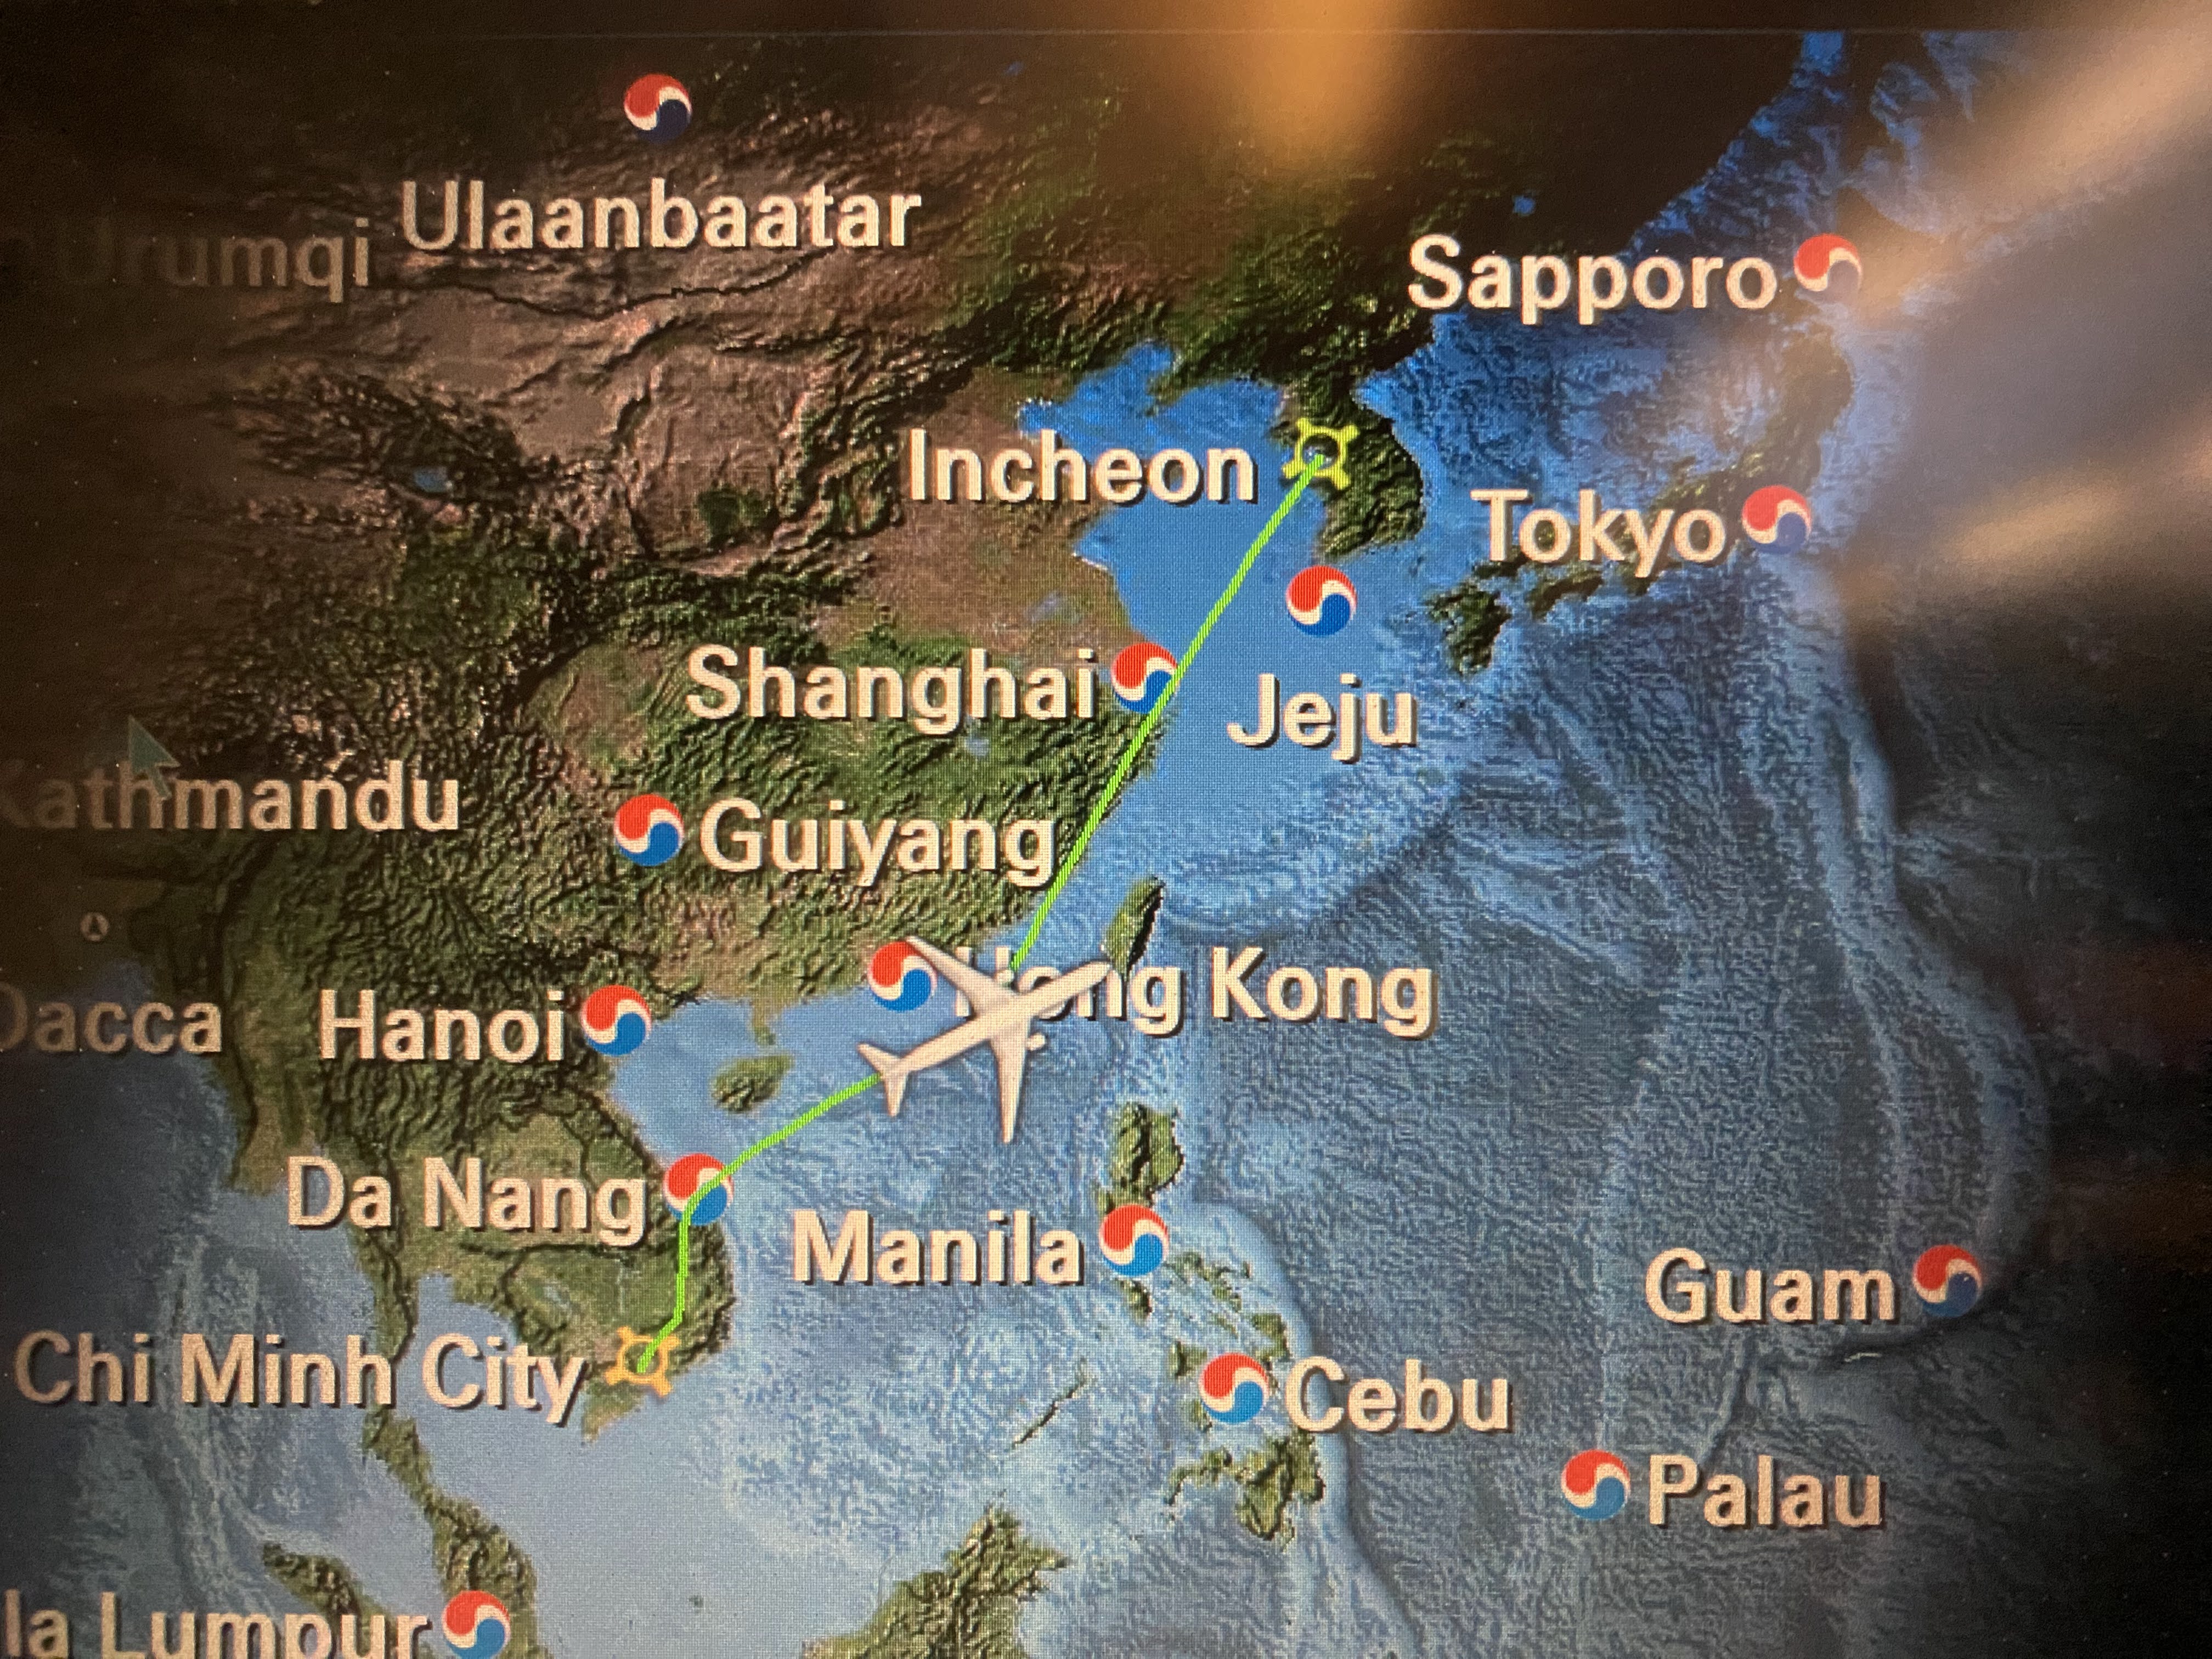 Ulaanbaatar
Urumqi
Sapporo
Incheon
Tokyo
Shanghai
Jeju
Kathmandu
Guiyang
Hong Kong
Dacca
Hanoi
Da Nang
Manila
Guam
Chi Minh City
Cebu
Palau
la Lumpur